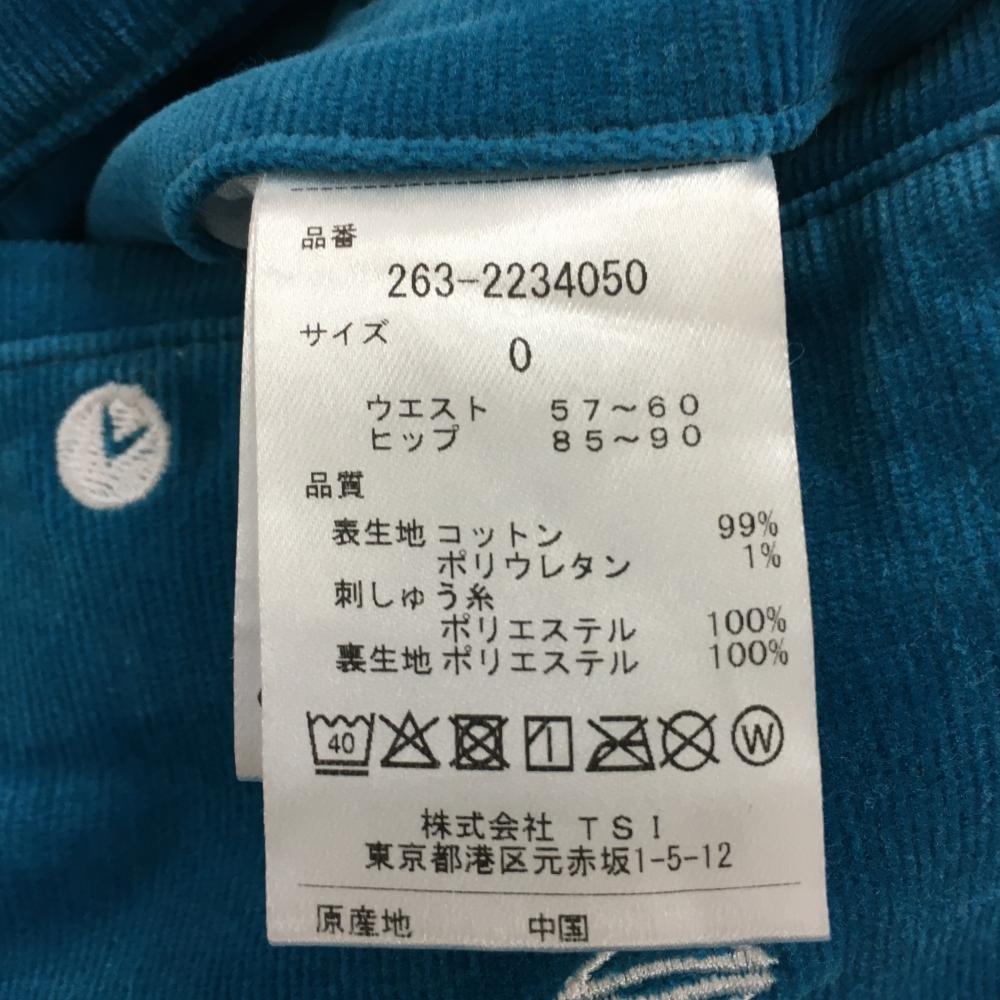 品番
263-2234050
サイズ
0
ウエスト 57～60
ヒップ 85～90
品質
表生地 コットン 99%
ポリウレタン 1%
刺しゅう糸
ポリエステル 100%
裏生地 ポリエステル 100%
40
W
株式会社 TSI
東京都港区元赤坂1-5-12
原産地 中国